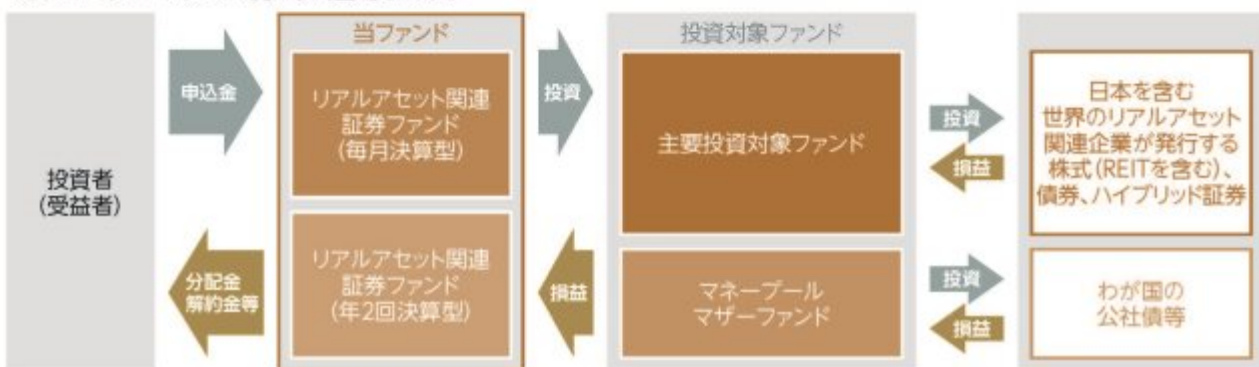 当ファンド
投資対象ファンド
投資者
(受益者)
申込金
分配金
解約金等
リアルアセット関連
証券ファンド
(毎月決算型)
リアルアセット関連
証券ファンド
(年2回決算型)
投資
損益
主要投資対象ファンド
マネープール
マザーファンド
投資
損益
投資
損益
日本を含む
世界のリアルアセット
関連企業が発行する
株式(REITを含む)、
債券、ハイブリッド証券
わが国の
公社債等